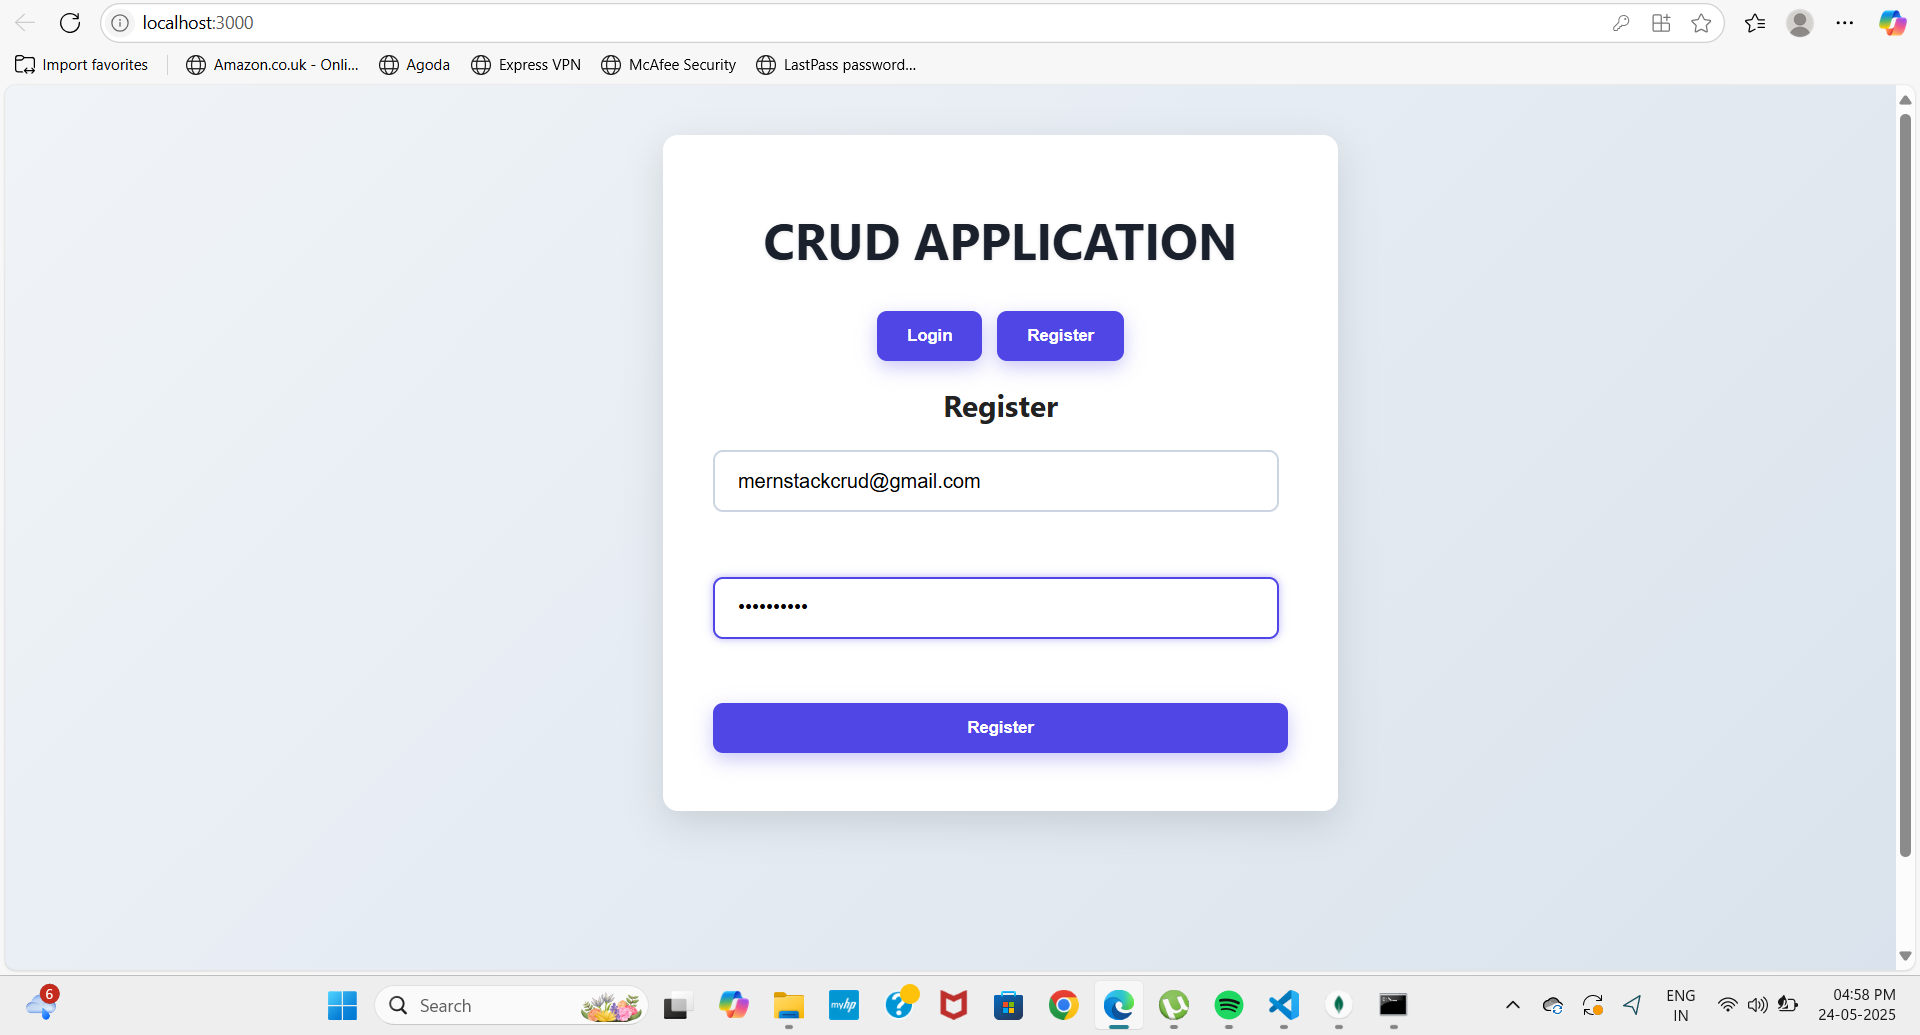 localhost:3000
Import favorites
Amazon.co.uk - Onli...
Agoda
Express VPN
McAfee Security
LastPass password...
CRUD APPLICATION
Login
Register
Register
mernstackcrud@gmail.com
••••••••••
Register
6
Search
myhp
ENG
IN
04:58 PM
24-05-2025